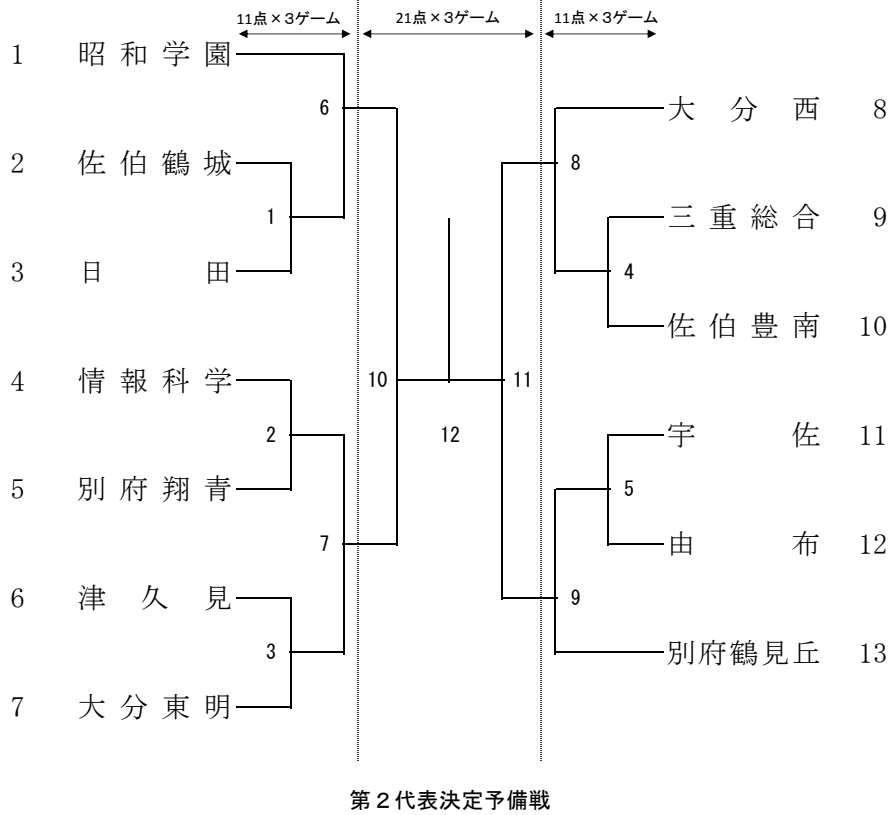 11点×3ゲーム 21点×3ゲーム 11点×3ゲーム
1 昭和学園
6
大分西 8
2 佐伯鶴城
8
1
三重総合 9
3 日田
4
佐伯豊南 10
4 情報科学
10
11
2
12
宇佐 11
5 別府翔青
5
7
由布 12
6 津久見
9
3
別府鶴見丘 13
7 大分東明
第2代表決定予備戦